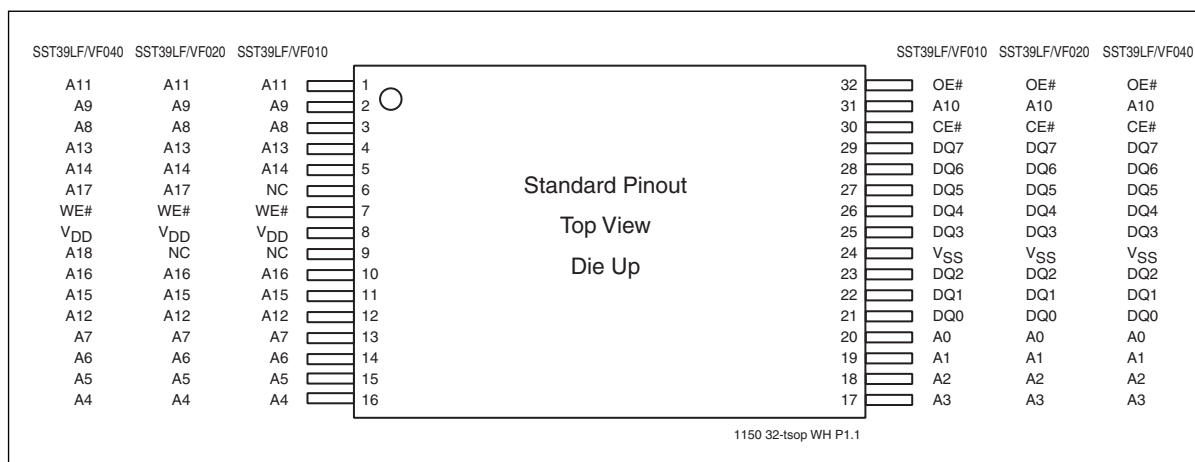 SST39LF/VF040 SST39LF/VF020 SST39LF/VF010 SST39LF/VF010 SST39LF/VF020 SST39LF/VF040
A11 A11 A11 1 32 OE# OE# OE#
A9 A9 A9 2 31 A10 A10 A10
A8 A8 A8 3 30 CE# CE# CE#
A13 A13 A13 4 29 DQ7 DQ7 DQ7
A14 A14 A14 5 28 DQ6 DQ6 DQ6
A17 A17 NC 6 27 DQ5 DQ5 DQ5
WE# WE# WE# 7 26 DQ4 DQ4 DQ4
VDD VDD VDD 8 25 DQ3 DQ3 DQ3
A18 NC NC 9 24 VSS VSS VSS
A16 A16 A16 10 23 DQ2 DQ2 DQ2
A15 A15 A15 11 22 DQ1 DQ1 DQ1
A12 A12 A12 12 21 DQ0 DQ0 DQ0
A7 A7 A7 13 20 A0 A0 A0
A6 A6 A6 14 19 A1 A1 A1
A5 A5 A5 15 18 A2 A2 A2
A4 A4 A4 16 17 A3 A3 A3
Standard Pinout
Top View
Die Up
1150 32-tsop WH P1.1